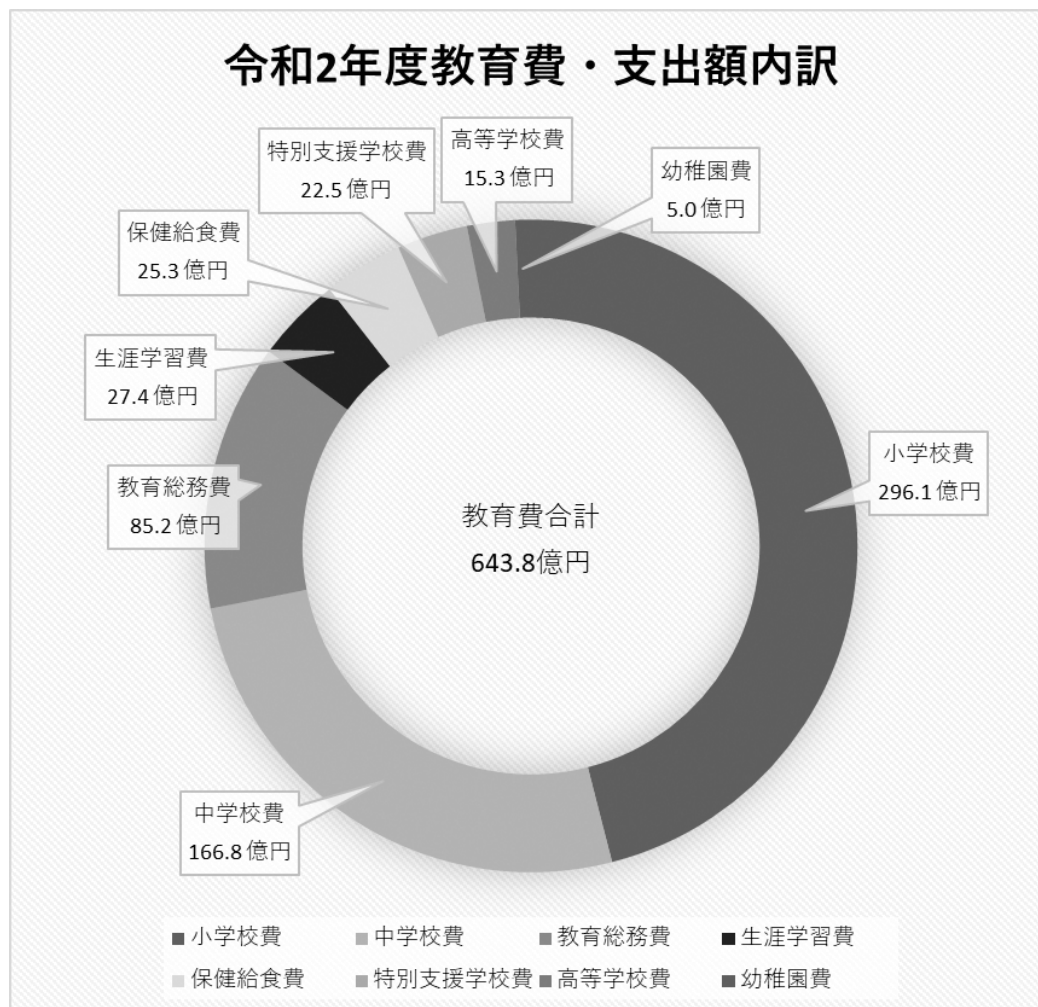 令和2年度教育費・支出額内訳
高等学校費
15.3 億円
特別支援学校費
22.5 億円
幼稚園費
5.0 億円
保健給食費
25.3 億円
生涯学習費
27.4 億円
小学校費
296.1 億円
教育総務費
85.2 億円
教育費合計
643.8億円
中学校費
166.8 億円
小学校費 中学校費 教育総務費 生涯学習費
保健給食費 特別支援学校費 高等学校費 幼稚園費